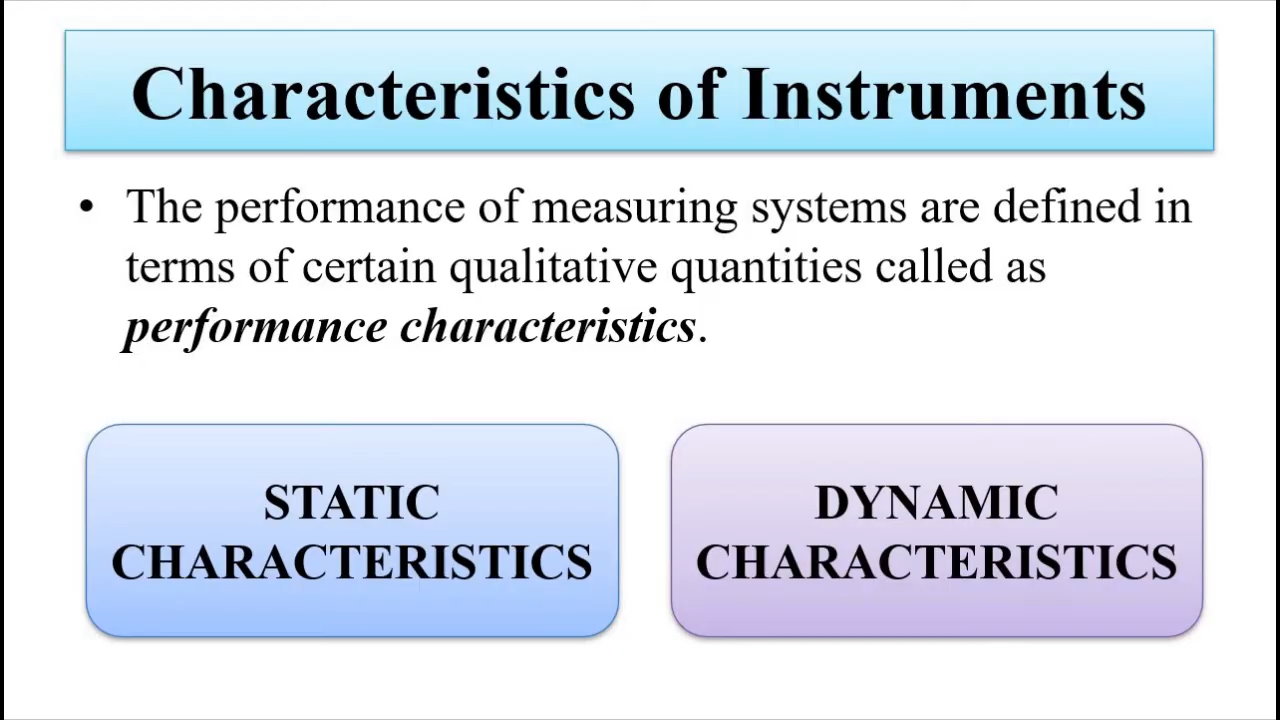 Characteristics of Instruments
• The performance of measuring systems are defined in
terms of certain qualitative quantities called as
performance characteristics.
STATIC
CHARACTERISTICS
DYNAMIC
CHARACTERISTICS